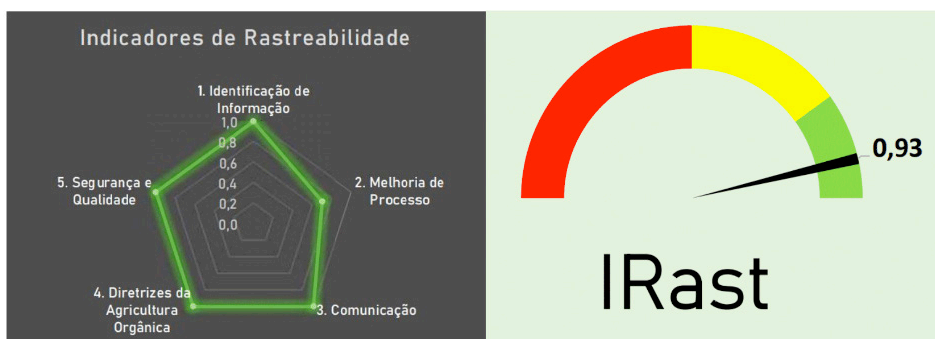 Indicadores de Rastreabilidade
1. Identificação de
Informação
1,0
0,8
0,6
0,4
0,2
0,0
2. Melhoria de
Processo
3. Comunicação
4. Diretrizes da
Agricultura
Orgânica
5. Segurança e
Qualidade
0,93
IRast